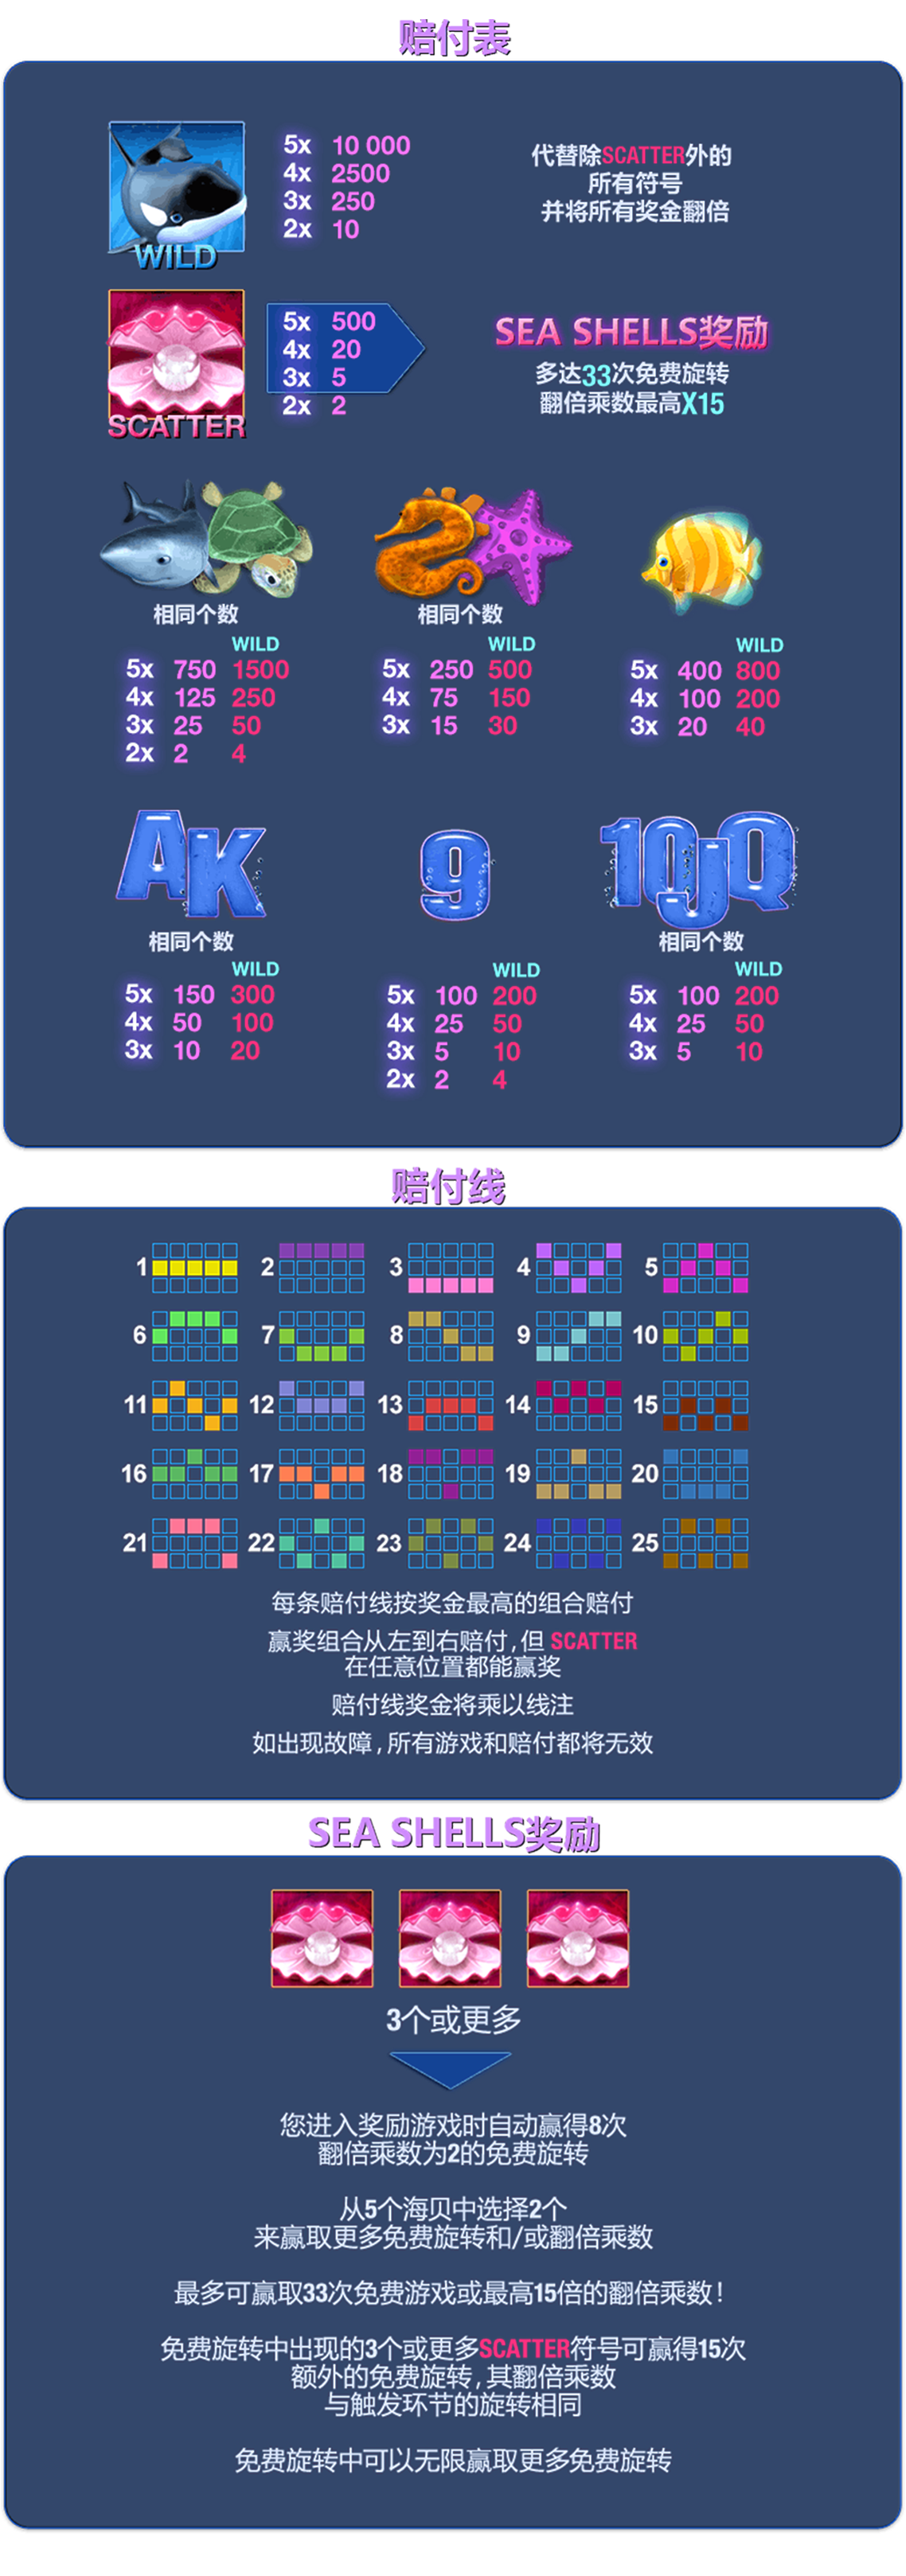 赔付表
5x 10 000
4x 2500
3x 250
2x 10
WILD
代替除SCATTER外的
所有符号
并将所有奖金翻倍
5x 500
4x 20
3x 5
2x 2
SCATTER
SEA SHELLS奖励
多达33次免费旋转
翻倍乘数最高X15
相同个数
WILD
5x 750 1500
4x 125 250
3x 25 50
2x 2 4
相同个数
WILD
5x 250 500
4x 75 150
3x 15 30
WILD
5x 400 800
4x 100 200
3x 20 40
AK
相同个数
WILD
5x 150 300
4x 50 100
3x 10 20
9
WILD
5x 100 200
4x 25 50
3x 5 10
2x 2 4
10JQ
相同个数
WILD
5x 100 200
4x 25 50
3x 5 10
赔付线
1 2 3 4 5
6 7 8 9 10
11 12 13 14 15
16 17 18 19 20
21 22 23 24 25
每条赔付线按奖金最高的组合赔付
赢奖组合从左到右赔付,但 SCATTER
在任意位置都能赢奖
赔付线奖金将乘以线注
如出现故障,所有游戏和赔付都将无效
SEA SHELLS奖励
3个或更多
您进入奖励游戏时自动赢得8次
翻倍乘数为2的免费旋转
从5个海贝中选择2个
来赢取更多免费旋转和/或翻倍乘数
最多可赢取33次免费游戏或最高15倍的翻倍乘数!
免费旋转中出现的3个或更多SCATTER符号可赢得15次
额外的免费旋转,其翻倍乘数
与触发环节的旋转相同
免费旋转中可以无限赢取更多免费旋转